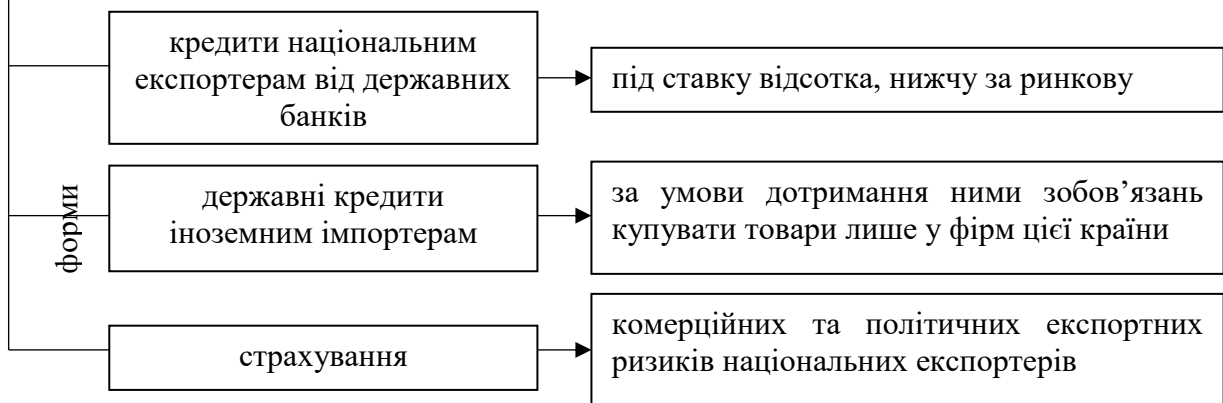 кредити національним
експортерам від державних
банків
під ставку відсотка, нижчу за ринкову
форми
державні кредити
іноземним імпортерам
за умови дотримання ними зобов’язань
купувати товари лише у фірм цієї країни
страхування
комерційних та політичних експортних
ризиків національних експортерів